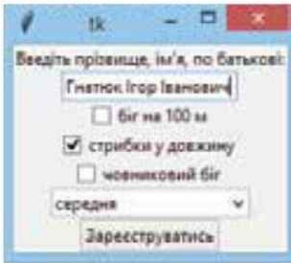 tk
Введіть прізвище, ім'я, по батькові:
Гнатюк Ігор Іванович
біг на 100 м
стрибки у довжину
човниковий біг
середня
Зареєструватись